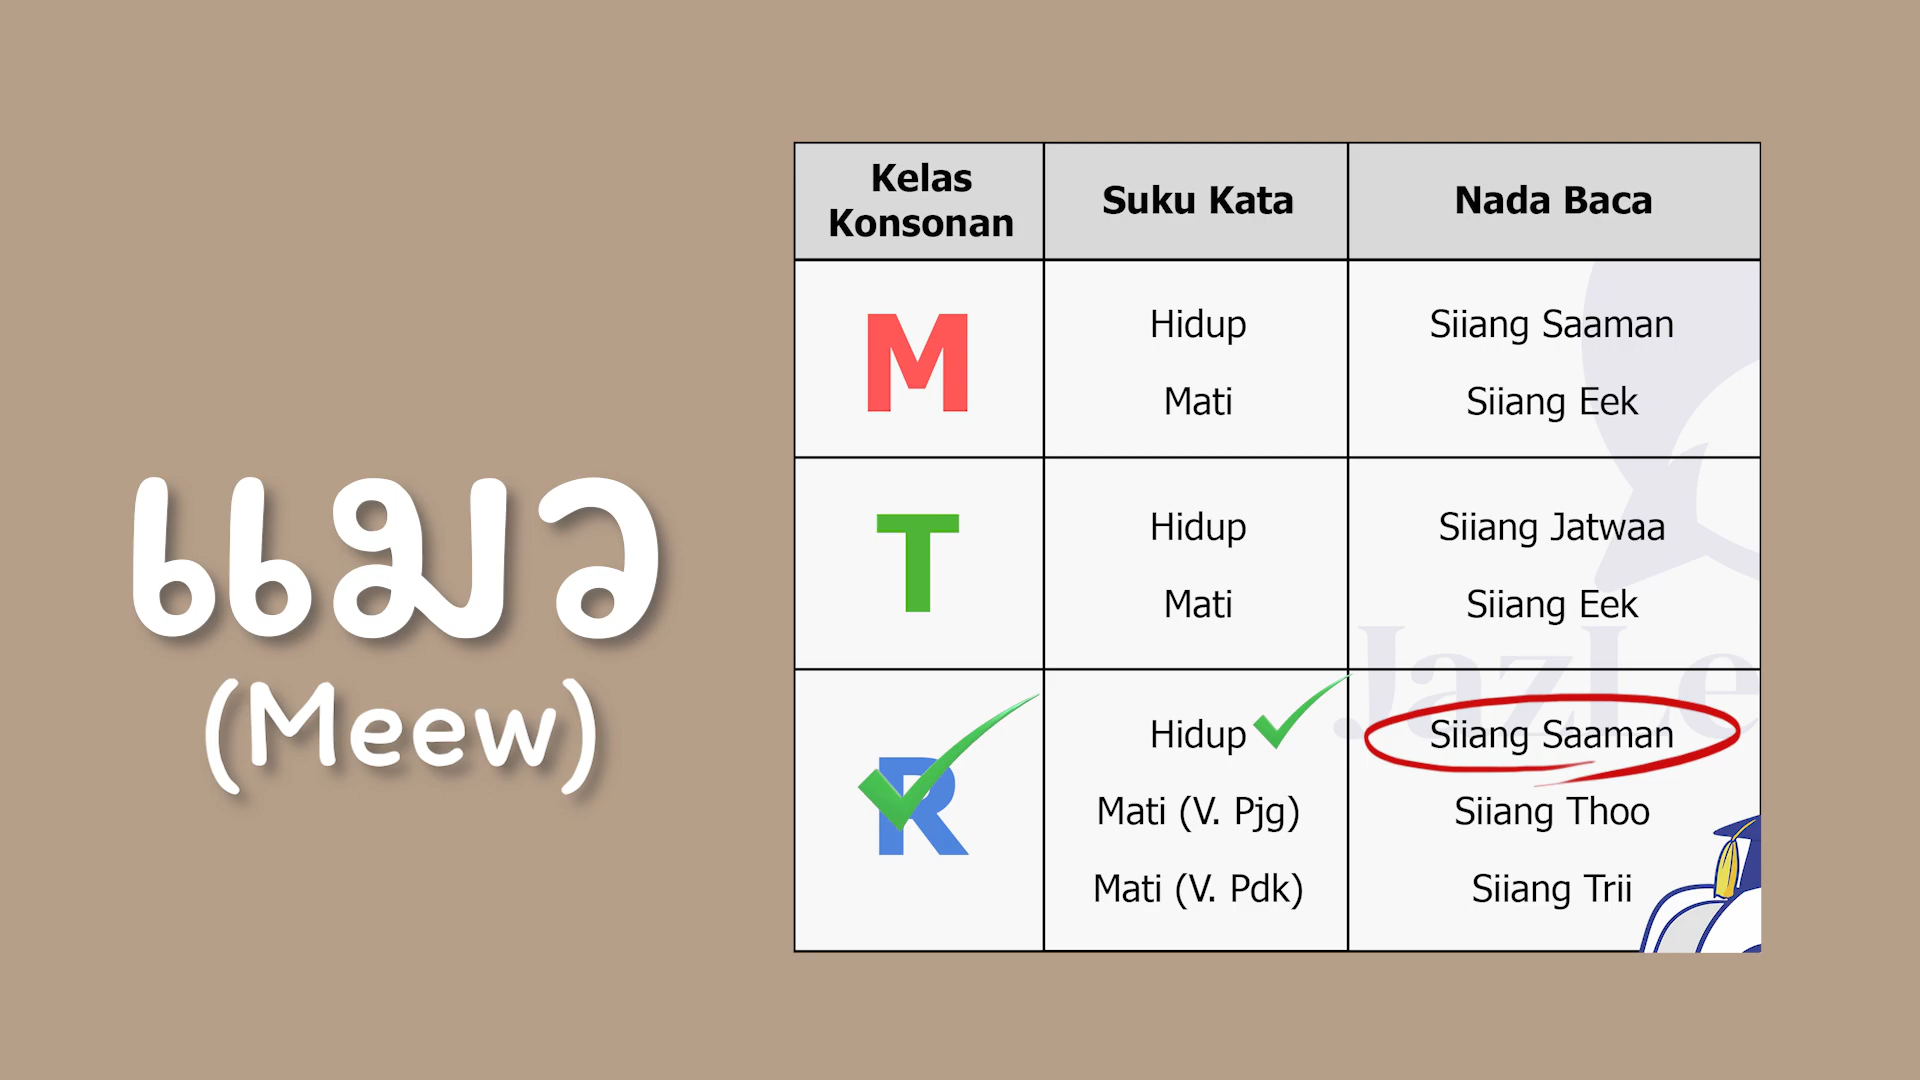 แมว
(Meew)
Kelas Konsonan Suku Kata Nada Baca
M
Hidup Siiang Saaman
Mati Siiang Eek
T
Hidup Siiang Jatwaa
Mati Siiang Eek
R
Hidup Siiang Saaman
Mati (V. Pjg) Siiang Thoo
Mati (V. Pdk) Siiang Trii
JazLe